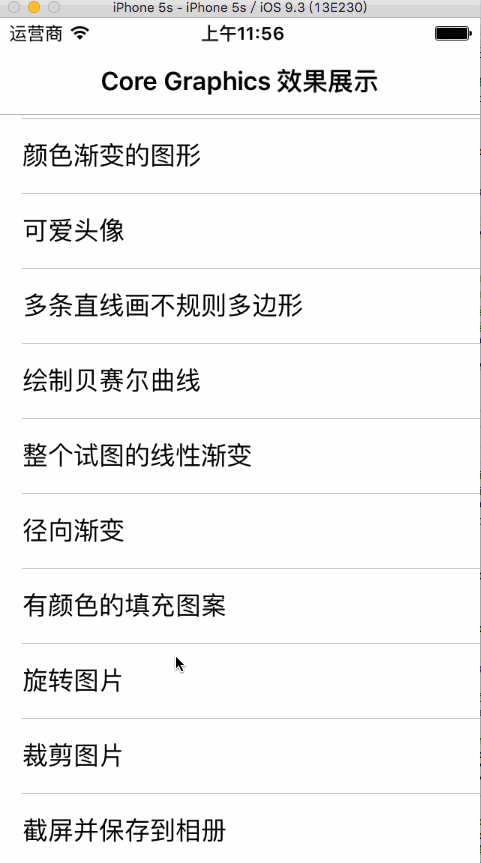 iPhone 5s - iPhone 5s / iOS 9.3 (13E230)
运营商 上午11:56
Core Graphics 效果展示
颜色渐变的图形
可爱头像
多条直线画不规则多边形
绘制贝赛尔曲线
整个试图的线性渐变
径向渐变
有颜色的填充图案
旋转图片
裁剪图片
截屏并保存到相册